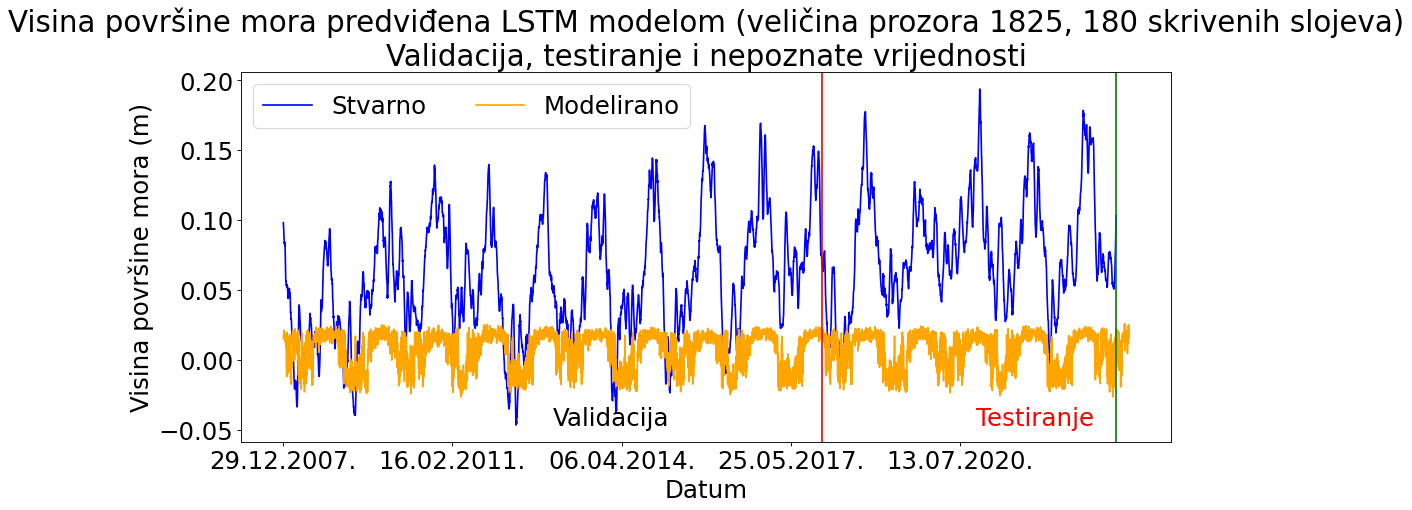 Visina površine mora predviđena LSTM modelom (veličina prozora 1825, 180 skrivenih slojeva)
Validacija, testiranje i nepoznate vrijednosti
Stvarno
Modelirano
Visina površine mora (m)
0.20
0.15
0.10
0.05
0.00
−0.05
Validacija
Testiranje
29.12.2007.
16.02.2011.
06.04.2014.
25.05.2017.
13.07.2020.
Datum